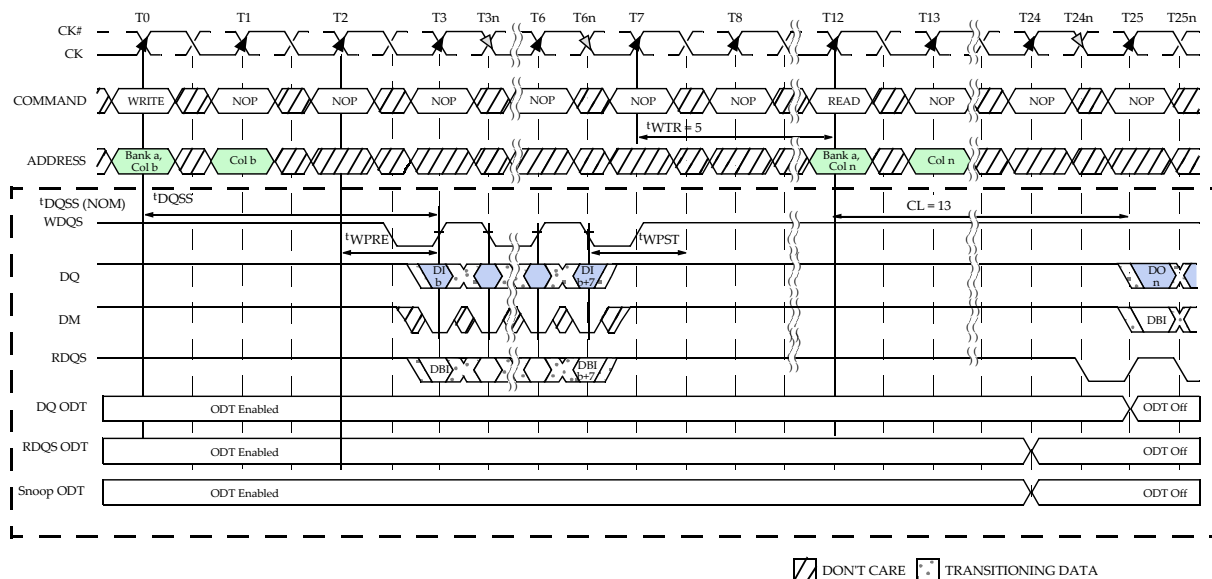 T0 T1 T2 T3 T3n T6 T6n T7 T8 T12 T13 T24 T24n T25 T25n
CK#
CK
COMMAND WRITE NOP NOP NOP NOP NOP NOP READ NOP NOP NOP
tWTR = 5
ADDRESS Bank a, Col b Col b Bank a, Col n Col n
tDQSS (NOM) tDQSS CL = 13
WDQS
tWPRE tWPST
DQ DI b DI b+7 DO n
DM DBI
RDQS DBI DBI b+7
DQ ODT ODT Enabled ODT Off
RDQS ODT ODT Enabled ODT Off
Snoop ODT ODT Enabled ODT Off
DON'T CARE TRANSITIONING DATA